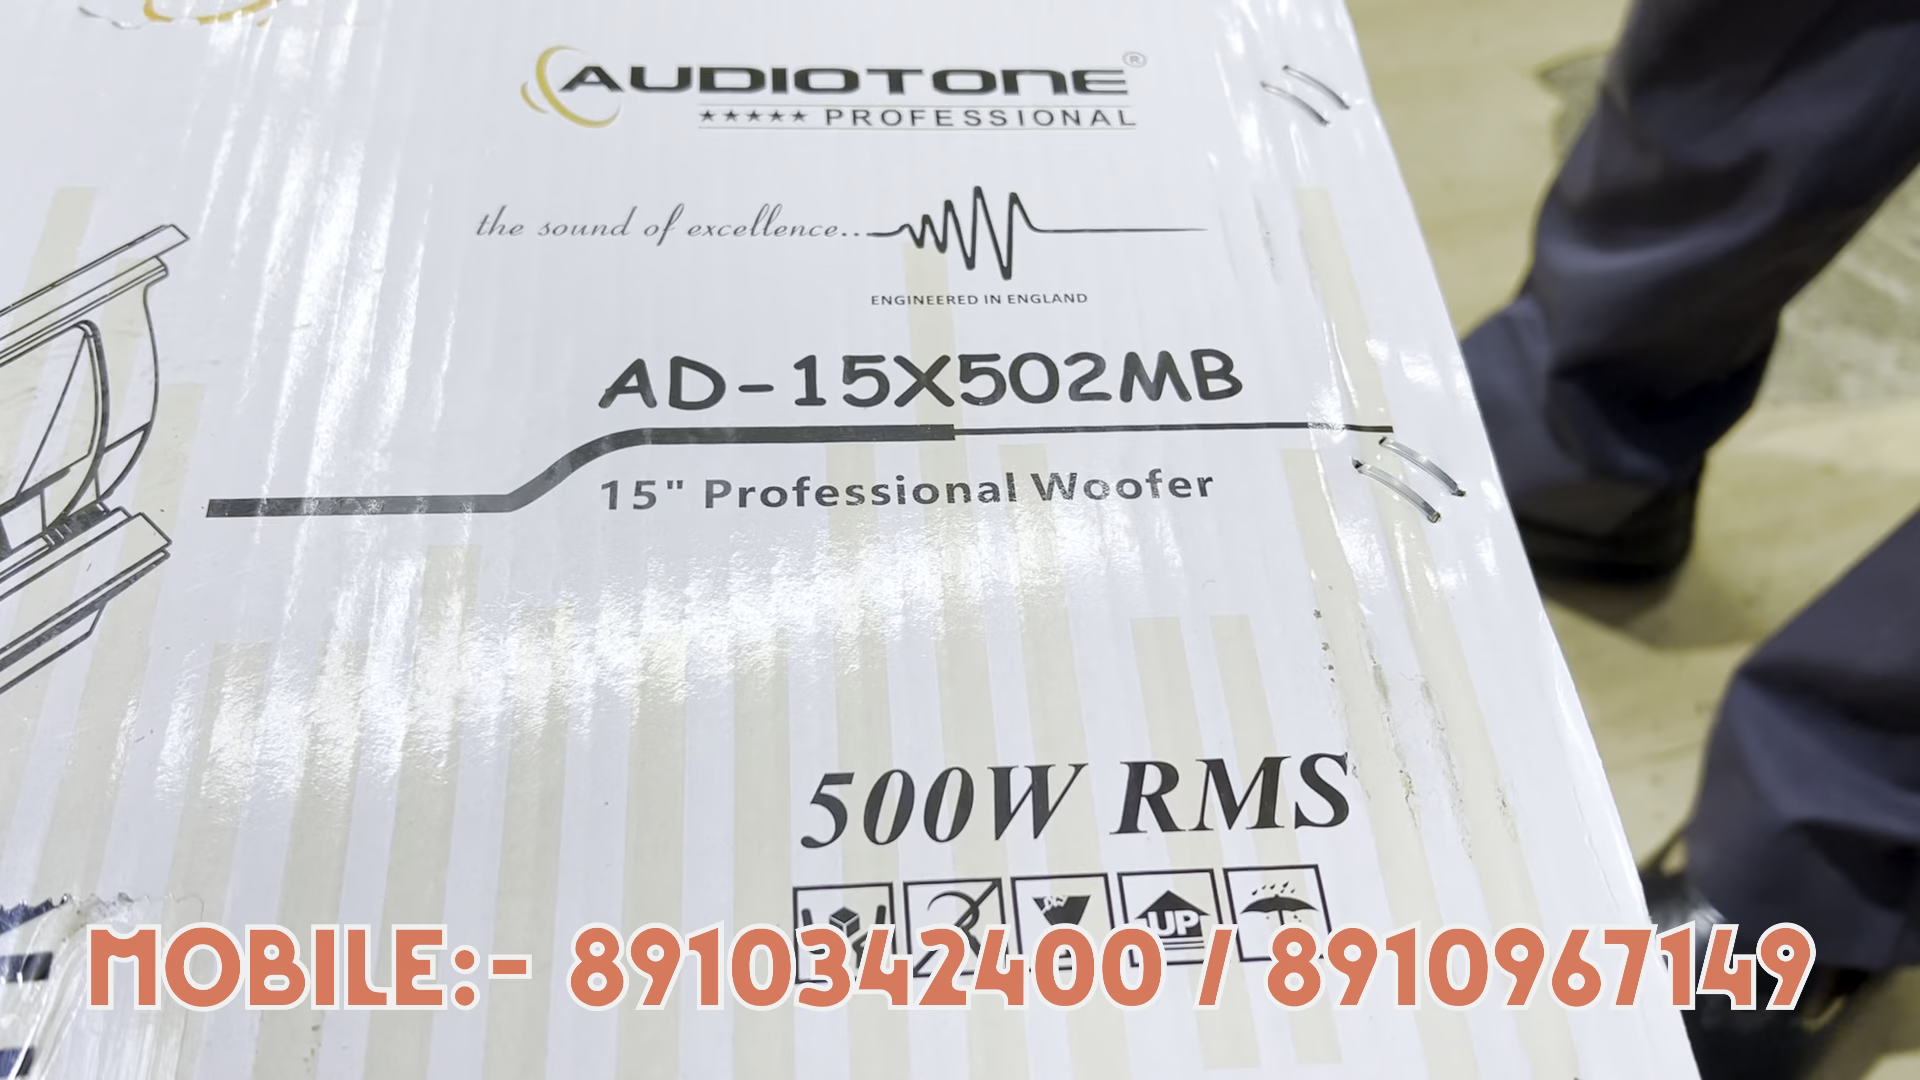 AUDIOTONE®
★★★★★ PROFESSIONAL
the sound of excellence...
ENGINEERED IN ENGLAND
AD-15X502MB
15" Professional Woofer
500W RMS
UP
MOBILE:- 8910342400 / 8910967149